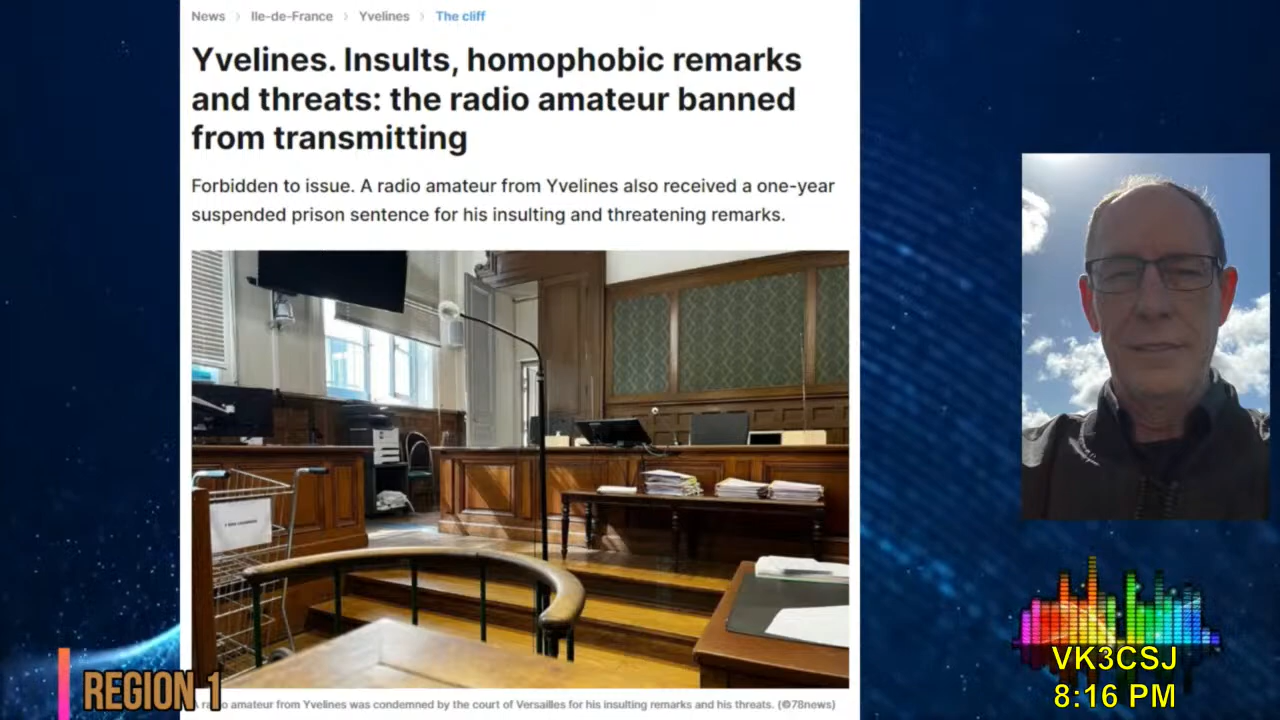 News > Ile-de-France > Yvelines > The cliff
Yvelines. Insults, homophobic remarks
and threats: the radio amateur banned
from transmitting
Forbidden to issue. A radio amateur from Yvelines also received a one-year
suspended prison sentence for his insulting and threatening remarks.
REGION 1
radio amateur from Yvelines was condemned by the court of Versailles for his insulting remarks and his threats. (©78news)
VK3CSJ
8:16 PM